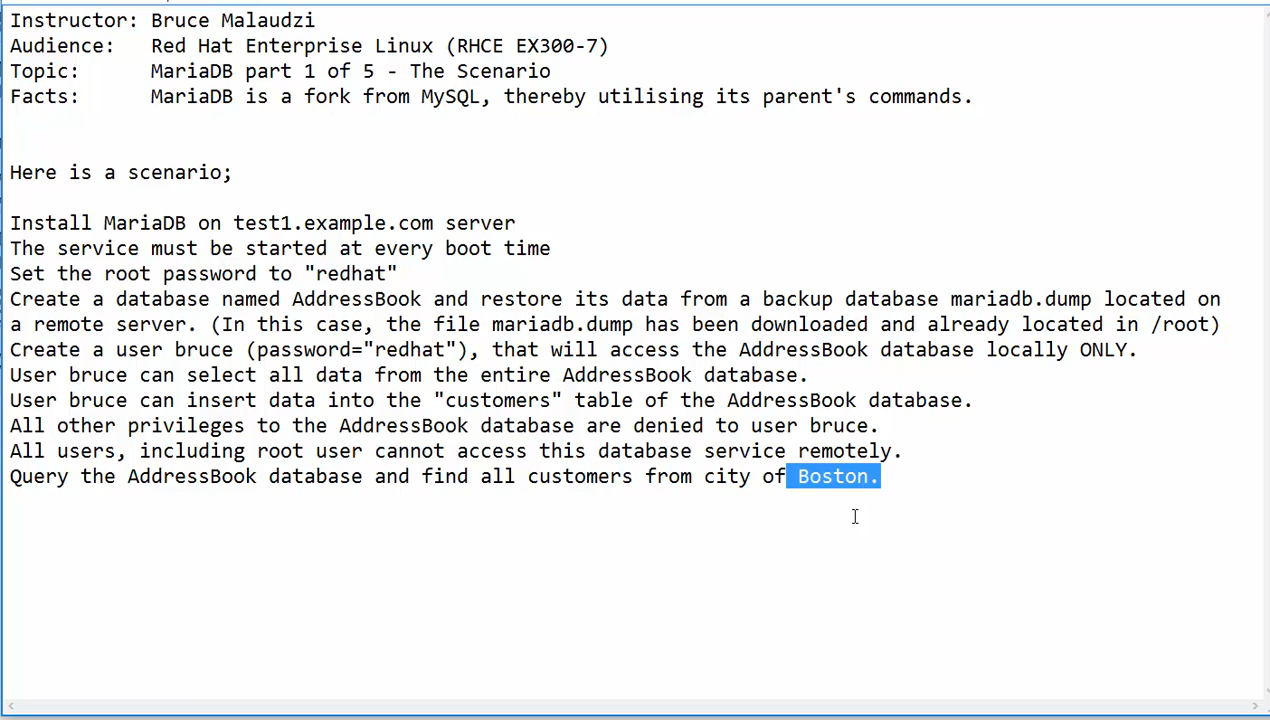 Instructor: Bruce Malaudzi
Audience:   Red Hat Enterprise Linux (RHCE EX300-7)
Topic:      MariaDB part 1 of 5 - The Scenario
Facts:      MariaDB is a fork from MySQL, thereby utilising its parent's commands.
Here is a scenario;
Install MariaDB on test1.example.com server
The service must be started at every boot time
Set the root password to "redhat"
Create a database named AddressBook and restore its data from a backup database mariadb.dump located on
a remote server. (In this case, the file mariadb.dump has been downloaded and already located in /root)
Create a user bruce (password="redhat"), that will access the AddressBook database locally ONLY.
User bruce can select all data from the entire AddressBook database.
User bruce can insert data into the "customers" table of the AddressBook database.
All other privileges to the AddressBook database are denied to user bruce.
All users, including root user cannot access this database service remotely.
Query the AddressBook database and find all customers from city of Boston.